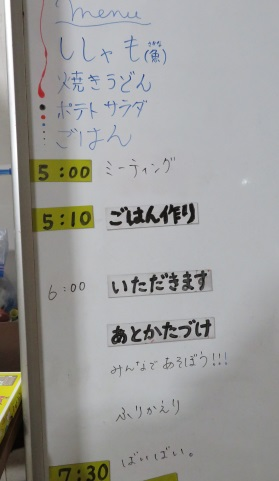 menu
ししゃも(魚)
焼きうどん
ポテトサラダ
ごはん
5:00 ミーティング
5:10 ごはん作り
6:00 いただきます
あとかたづけ
みんなであそぼう!!!
ふりかえり
7:30 ばいばい。